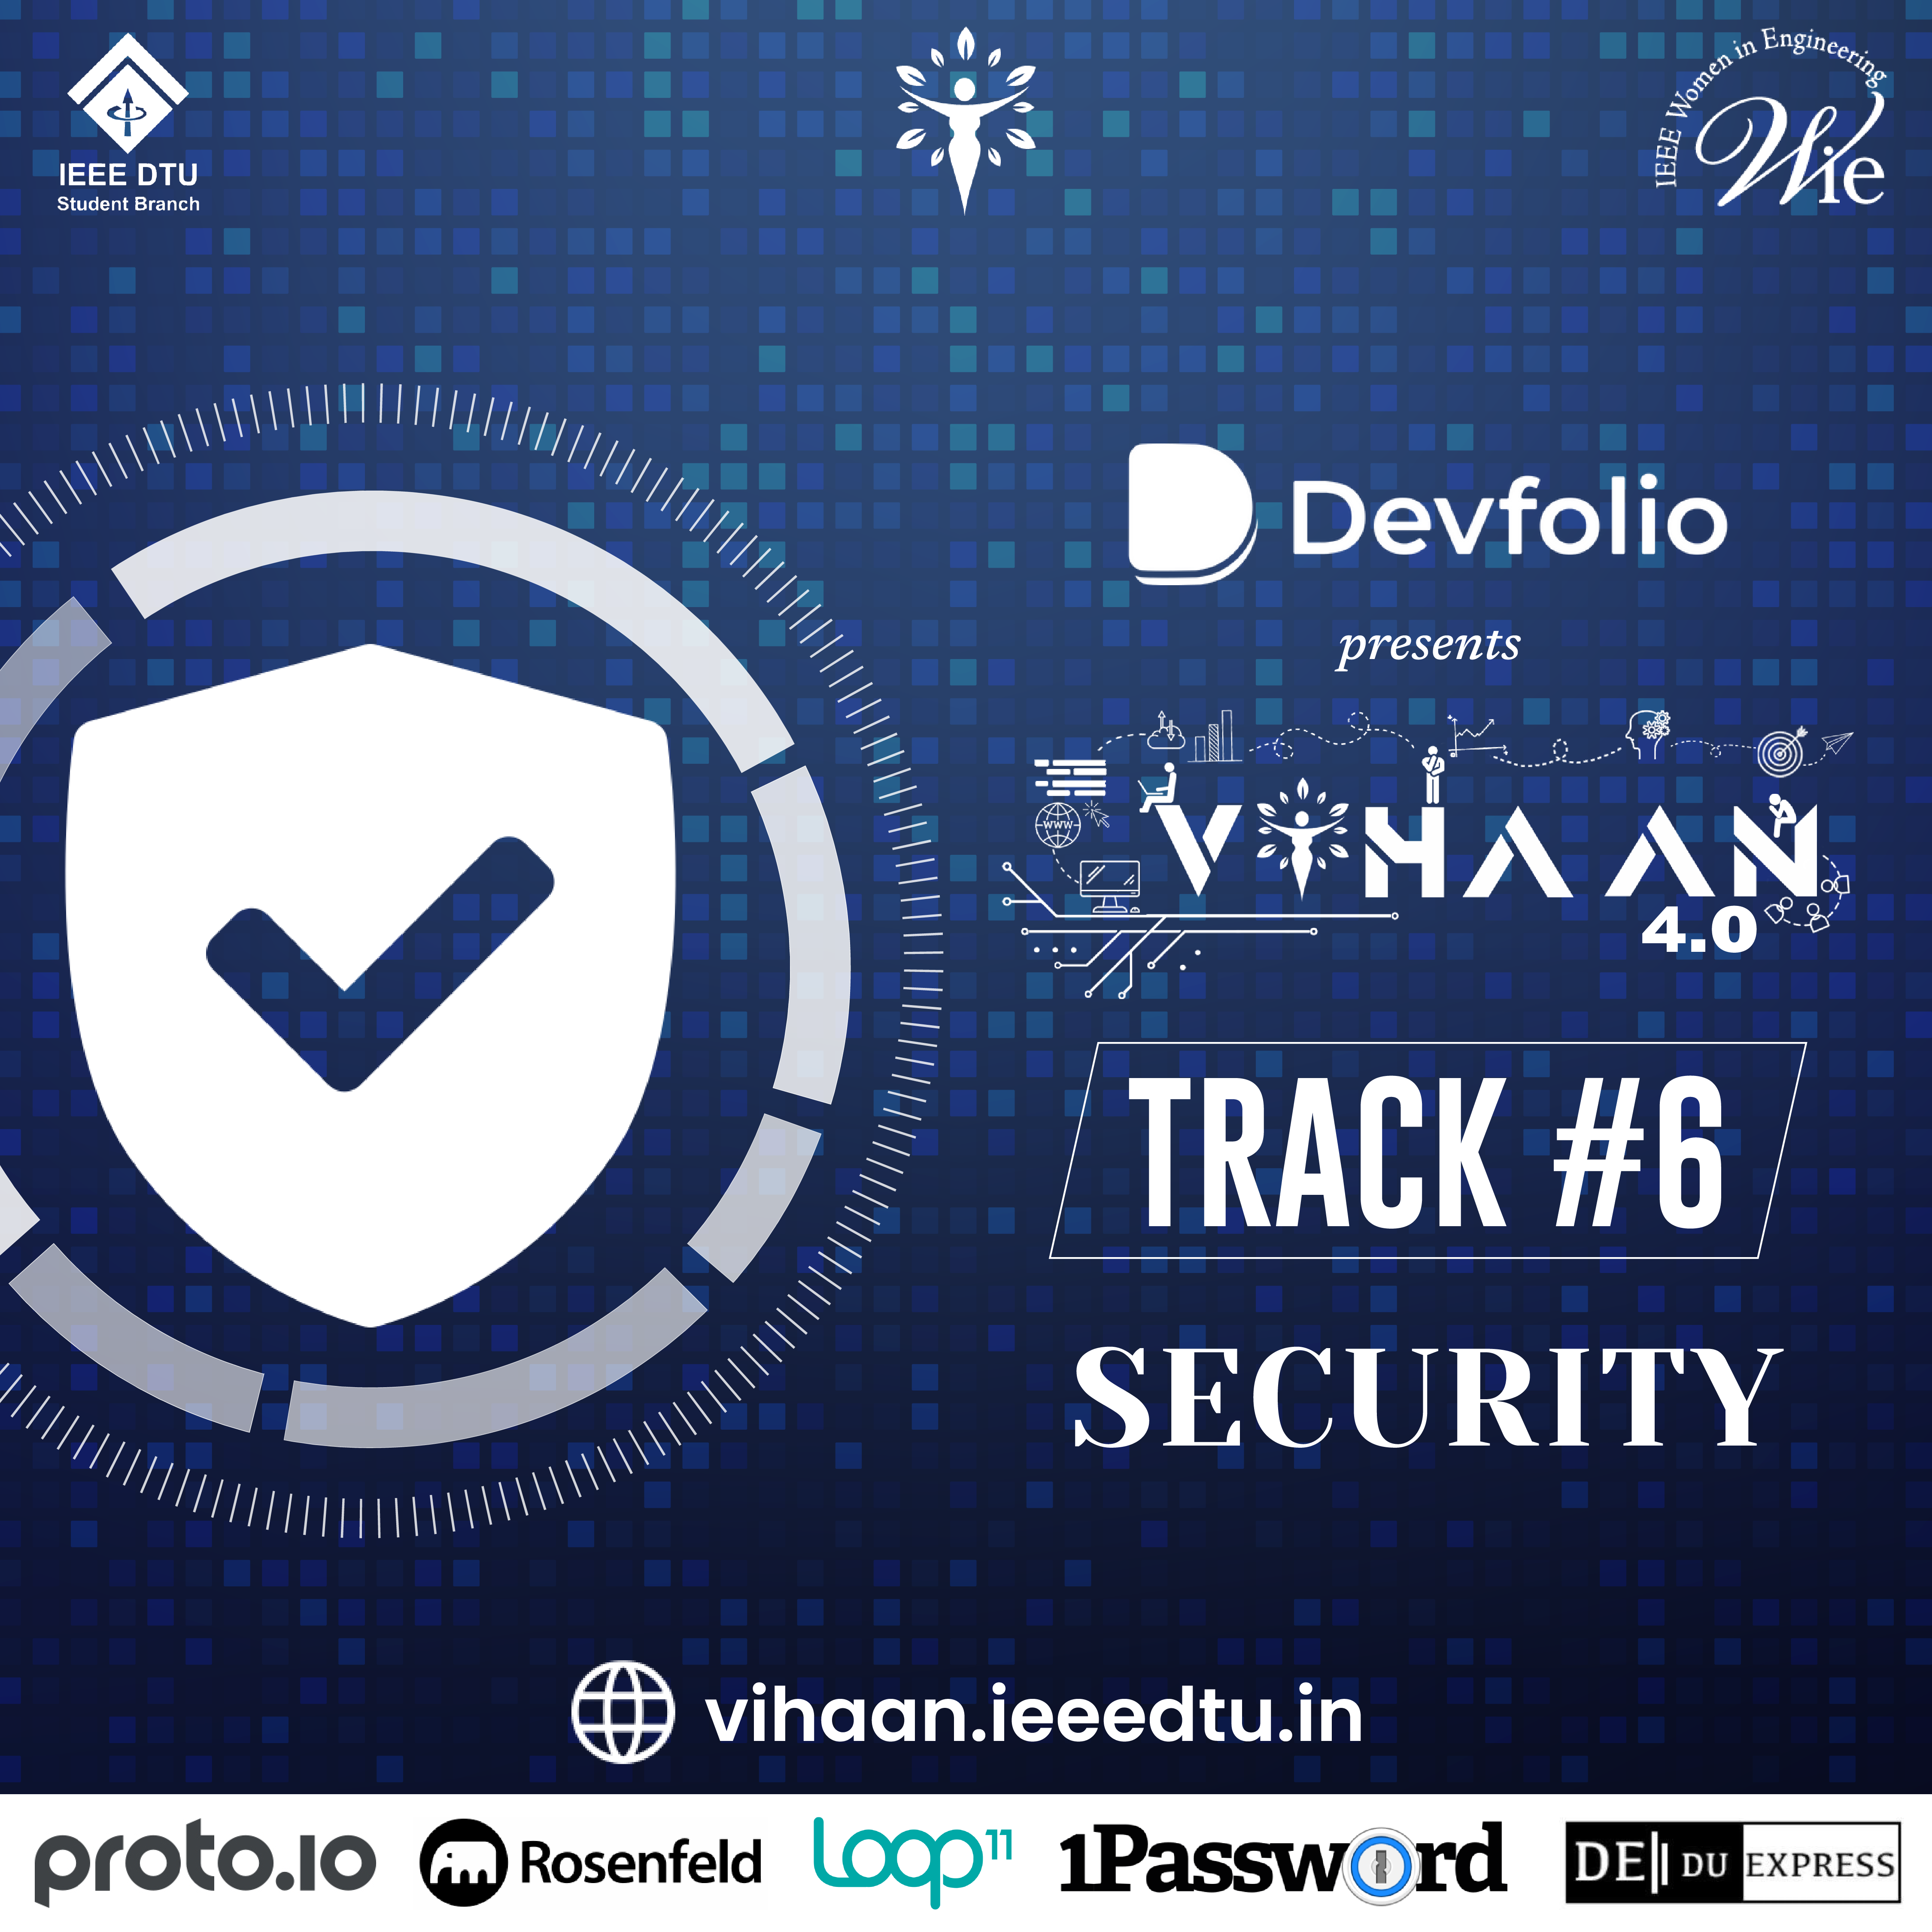 IEEE DTU
Student Branch
IEEE Women in Engineering
Wie
Devfolio
presents
WWW
VIHAAN
4.0
TRACK #6
SECURITY
vihaan.ieeedtu.in
proto.io
Rosenfeld
Loop11
1Password
DE|| DU EXPRESS